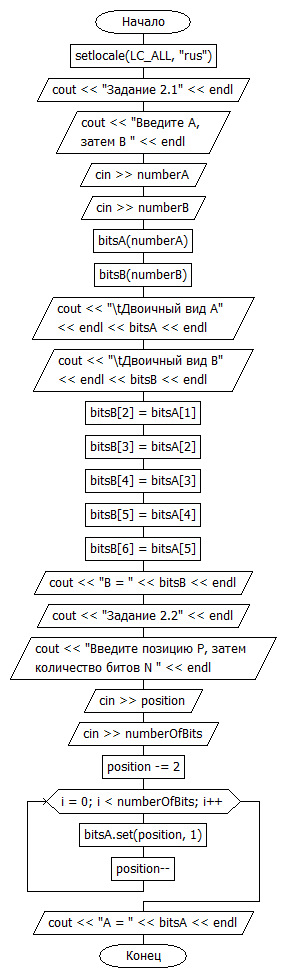 Начало
setlocale(LC_ALL, "rus")
cout << "Задание 2.1" << endl
cout << "Введите A,
затем B " << endl
cin >> numberA
cin >> numberB
bitsA(numberA)
bitsB(numberB)
cout << "\tДвоичный вид A"
<< endl << bitsA << endl
cout << "\tДвоичный вид B"
<< endl << bitsB << endl
bitsB[2] = bitsA[1]
bitsB[3] = bitsA[2]
bitsB[4] = bitsA[3]
bitsB[5] = bitsA[4]
bitsB[6] = bitsA[5]
cout << "B = " << bitsB << endl
cout << "Задание 2.2" << endl
cout << "Введите позицию P, затем
количество битов N " << endl
cin >> position
cin >> numberOfBits
position -= 2
i = 0; i < numberOfBits; i++
bitsA.set(position, 1)
position--
cout << "A = " << bitsA << endl
Конец